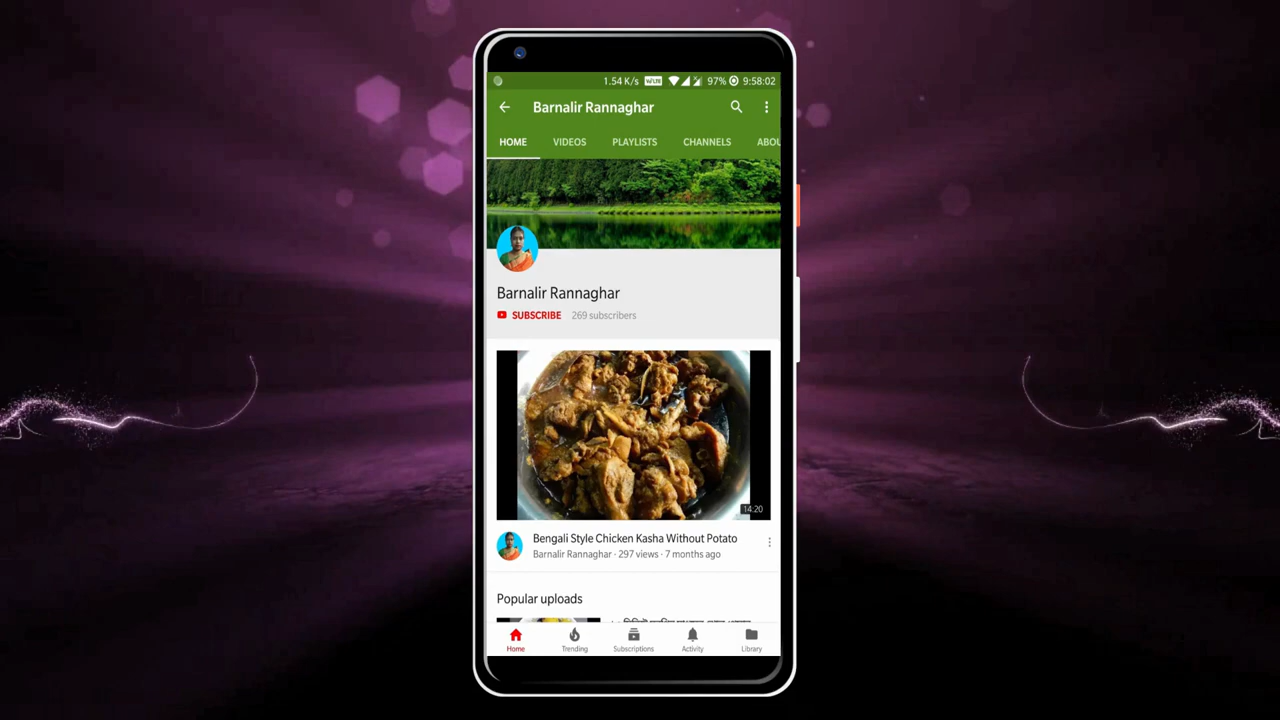 1.54 K/s VoLTE 97% 9:58:02
Barnalir Rannaghar
HOME VIDEOS PLAYLISTS CHANNELS ABOU
Barnalir Rannaghar
SUBSCRIBE 269 subscribers
14:20
Bengali Style Chicken Kasha Without Potato
Barnalir Rannaghar · 297 views · 7 months ago
Popular uploads
Home Trending Subscriptions Activity Library